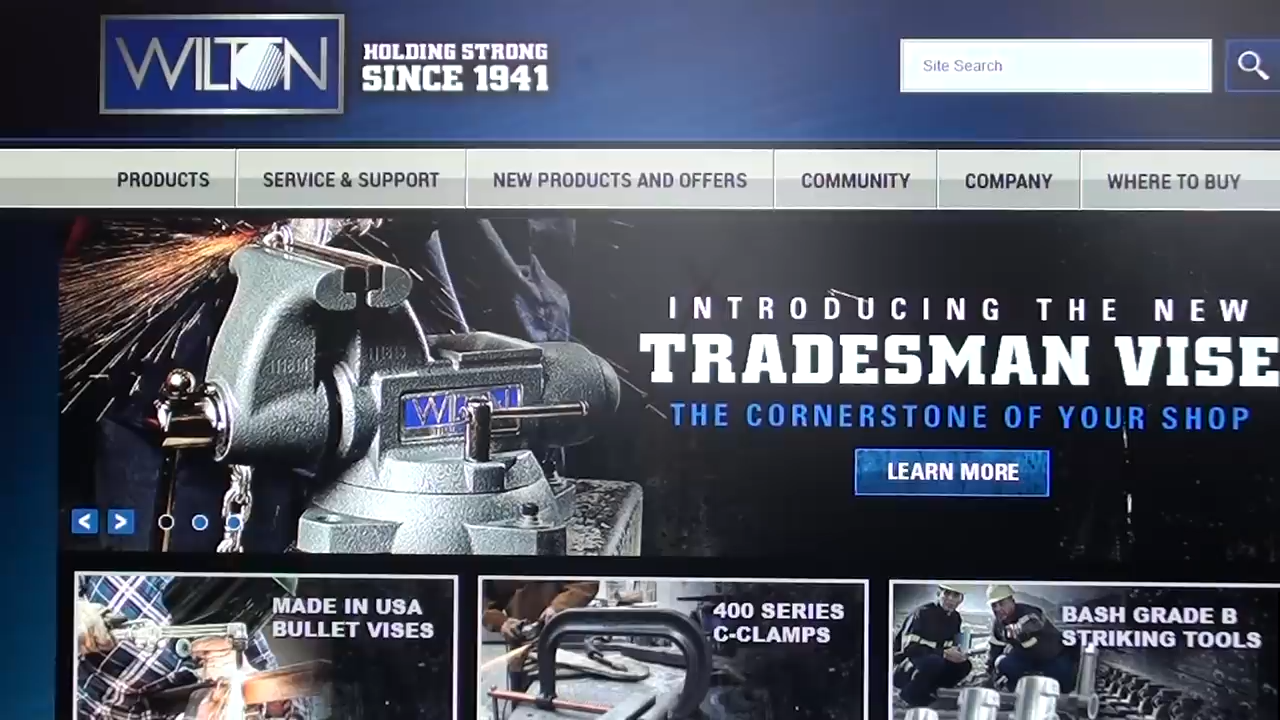 WILTON
HOLDING STRONG
SINCE 1941
Site Search
PRODUCTS
SERVICE & SUPPORT
NEW PRODUCTS AND OFFERS
COMMUNITY
COMPANY
WHERE TO BUY
INTRODUCING THE NEW
TRADESMAN VISE
THE CORNERSTONE OF YOUR SHOP
LEARN MORE
WILTON
MADE IN USA
BULLET VISES
400 SERIES
C-CLAMPS
BASH GRADE B
STRIKING TOOLS